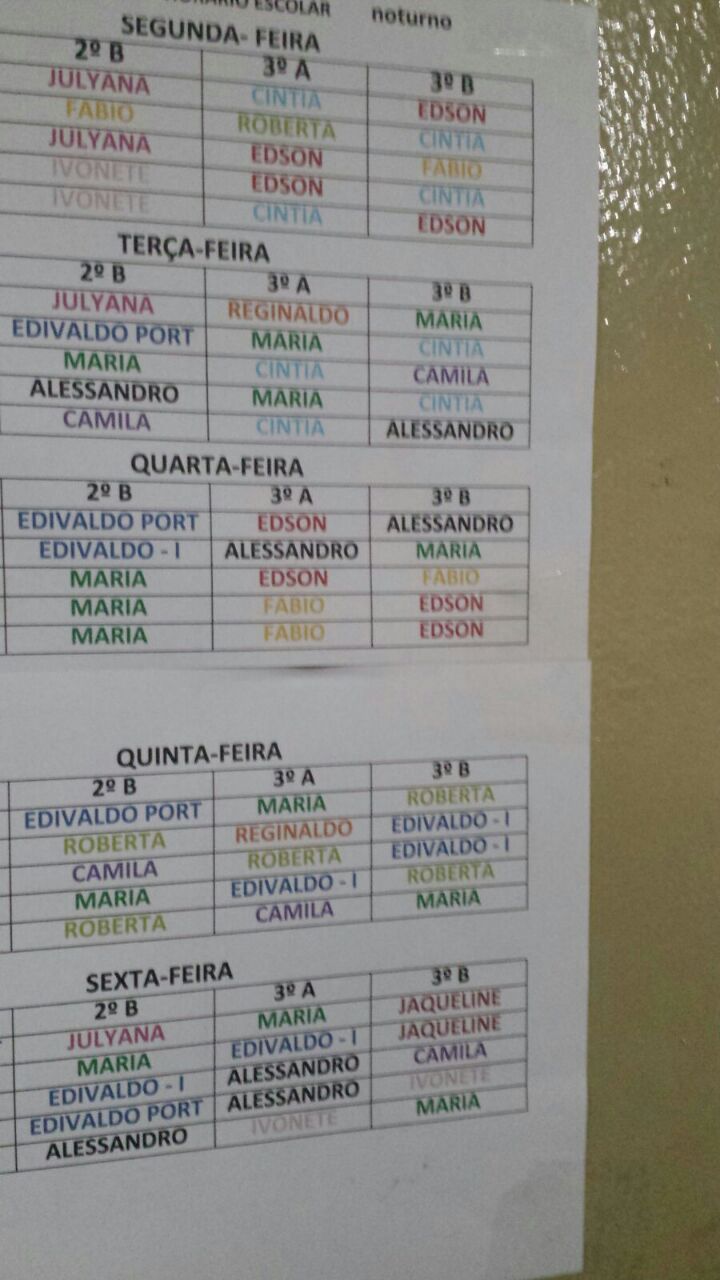 HORÁRIO ESCOLAR noturno
SEGUNDA- FEIRA
2º B 3º A 3º B
JULYANA CINTIA EDSON
FABIO ROBERTA CINTIA
JULYANA EDSON FABIO
IVONETE EDSON CINTIA
IVONETE CINTIA EDSON
TERÇA-FEIRA
2º B 3º A 3º B
JULYANA REGINALDO MARIA
EDIVALDO PORT MARIA CINTIA
MARIA CINTIA CAMILA
ALESSANDRO MARIA CINTIA
CAMILA CINTIA ALESSANDRO
QUARTA-FEIRA
2º B 3º A 3º B
EDIVALDO PORT EDSON ALESSANDRO
EDIVALDO - I ALESSANDRO MARIA
MARIA EDSON FABIO
MARIA FABIO EDSON
MARIA FABIO EDSON
QUINTA-FEIRA
2º B 3º A 3º B
EDIVALDO PORT MARIA ROBERTA
ROBERTA REGINALDO EDIVALDO - I
CAMILA ROBERTA EDIVALDO - I
MARIA EDIVALDO - I ROBERTA
ROBERTA CAMILA MARIA
SEXTA-FEIRA
2º B 3º A 3º B
JULYANA MARIA JAQUELINE
MARIA EDIVALDO - I JAQUELINE
EDIVALDO - I ALESSANDRO CAMILA
EDIVALDO PORT ALESSANDRO IVONETE
ALESSANDRO IVONETE MARIA